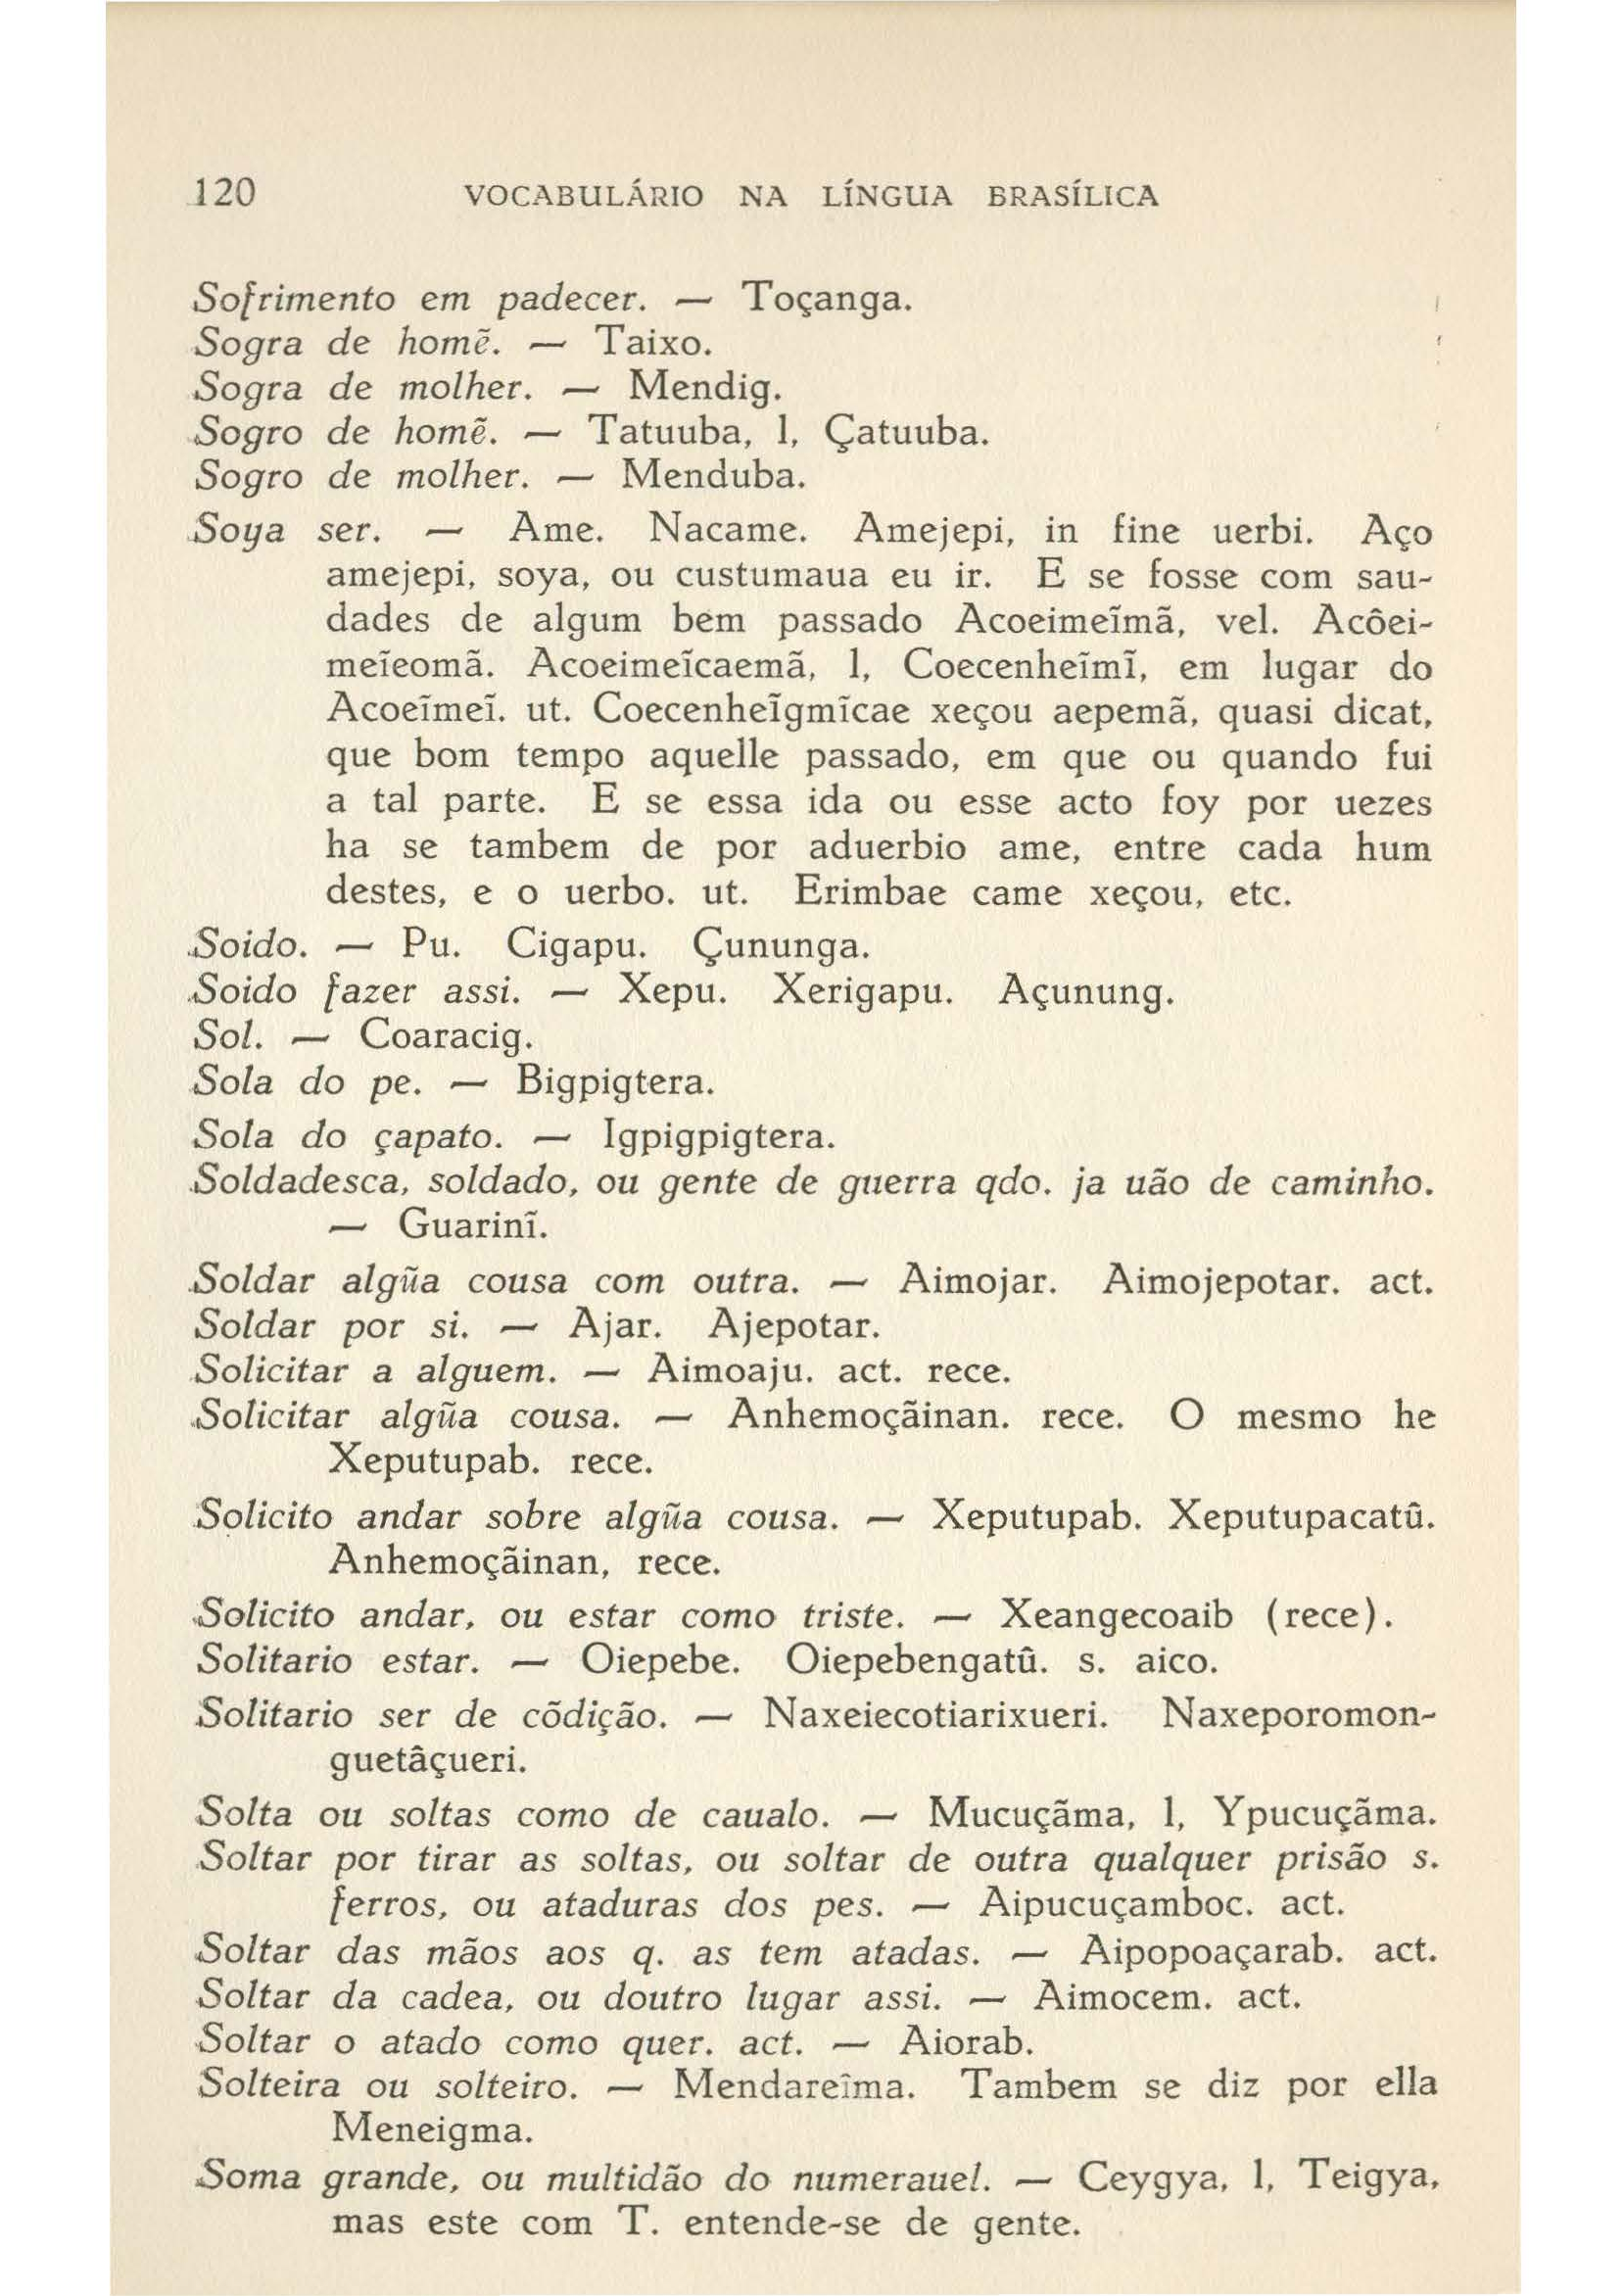 120 VOCABULÁRIO NA LÍNGUA BRASÍLICA
Sofrimento em padecer. — Toçanga.
Sogra de homẽ. — Taixo.
Sogra de molher. — Mendig.
Sogro de homẽ. — Tatuuba, l, Çatuuba.
Sogro de molher. — Menduba.
Soya ser. — Ame. Nacame. Amejepi, in fine uerbi. Aço
amejepi, soya, ou custumaua eu ir. E se fosse com sau-
dades de algum bem passado Acoeimeĩmã, vel. Acôei-
meĩeomã. Acoeimeĩcaemã, l, Coecenheĩmĩ, em lugar do
Acoeĩmeĩ. ut. Coecenheĩgmĩcae xeçou aepemã, quasi dicat,
que bom tempo aquelle passado, em que ou quando fui
a tal parte. E se essa ida ou esse acto foy por uezes
ha se tambem de por aduerbio ame, entre cada hum
destes, e o uerbo. ut. Erimbae came xeçou, etc.
Soido. — Pu. Cigapu. Çununga.
Soido fazer assi. — Xepu. Xerigapu. Açunung.
Sol. — Coaracig.
Sola do pe. — Bigpigtera.
Sola do çapato. — Igpigpigtera.
Soldadesca, soldado, ou gente de guerra qdo. ja uão de caminho.
— Guarinĩ.
Soldar algũa cousa com outra. — Aimojar. Aimojepotar. act.
Soldar por si. — Ajar. Ajepotar.
Solicitar a alguem. — Aimoaju. act. rece.
Solicitar algũa cousa. — Anhemoçãinan. rece. O mesmo he
Xeputupab. rece.
Solicito andar sobre algũa cousa. — Xeputupab. Xeputupacatû.
Anhemoçãinan, rece.
Solicito andar, ou estar como triste. — Xeangecoaib (rece).
Solitario estar. — Oiepebe. Oiepebengatû. s. aico.
Solitario ser de cõdição. — Naxeiecotiarixueri. Naxeporomon-
guetâçueri.
Solta ou soltas como de caualo. — Mucuçãma, l, Ypucuçãma.
Soltar por tirar as soltas, ou soltar de outra qualquer prisão s.
ferros, ou ataduras dos pes. — Aipucuçamboc. act.
Soltar das mãos aos q. as tem atadas. — Aipopoaçarab. act.
Soltar da cadea, ou doutro lugar assi. — Aimocem. act.
Soltar o atado como quer. act. — Aiorab.
Solteira ou solteiro. — Mendareĩma. Tambem se diz por ella
Meneigma.
Soma grande, ou multidão do numerauel. — Ceygya, l, Teigya,
mas este com T. entende-se de gente.